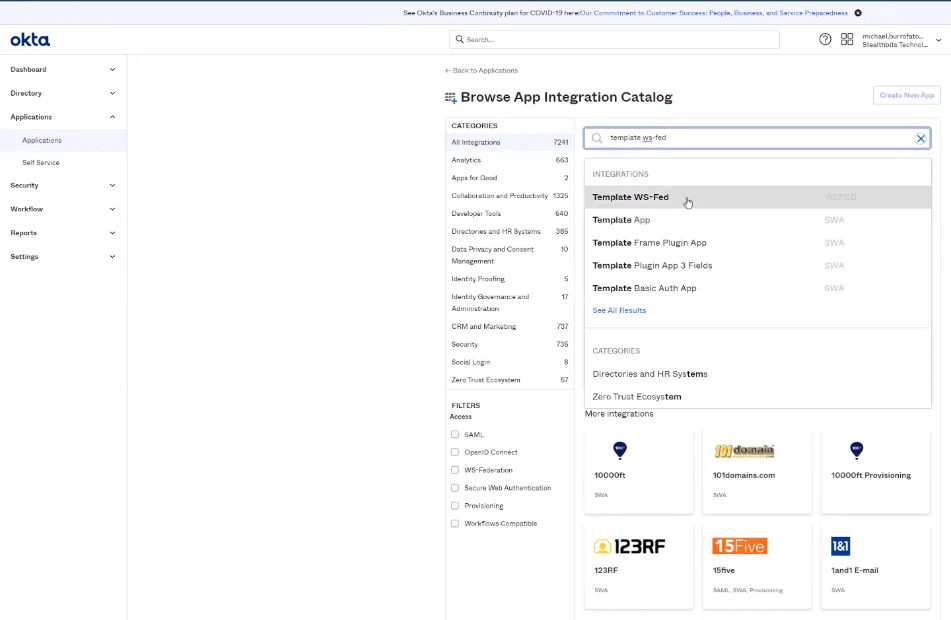 See Okta's Business Continuity plan for COVID-19 here:Our Commitment to Customer Success: People, Business, and Service Preparedness
okta
Search...
michael.burrofato...
Stealthbits Technol...
Dashboard
Directory
Applications
Applications
Self Service
Security
Workflow
Reports
Settings
← Back to Applications
Browse App Integration Catalog
Create New App
CATEGORIES
All Integrations 7241
Analytics 663
Apps for Good 2
Collaboration and Productivity 1325
Developer Tools 640
Directories and HR Systems 385
Data Privacy and Consent 10
Management
Identity Proofing 5
Identity Governance and 17
Administration
CRM and Marketing 737
Security 735
Social Login 8
Zero Trust Ecosystem 57
FILTERS
Access
SAML
OpenID Connect
WS-Federation
Secure Web Authentication
Provisioning
Workflows Compatible
template ws-fed
INTEGRATIONS
Template WS-Fed WSFED
Template App SWA
Template Frame Plugin App SWA
Template Plugin App 3 Fields SWA
Template Basic Auth App SWA
See All Results
CATEGORIES
Directories and HR Systems
Zero Trust Ecosystem
More integrations
10000ft
SWA
101domain
101domains.com
SWA
10000ft Provisioning
123RF
123RF
SWA
15Five
15five
SAML, SWA, Provisioning
1&1
1and1 E-mail
SWA